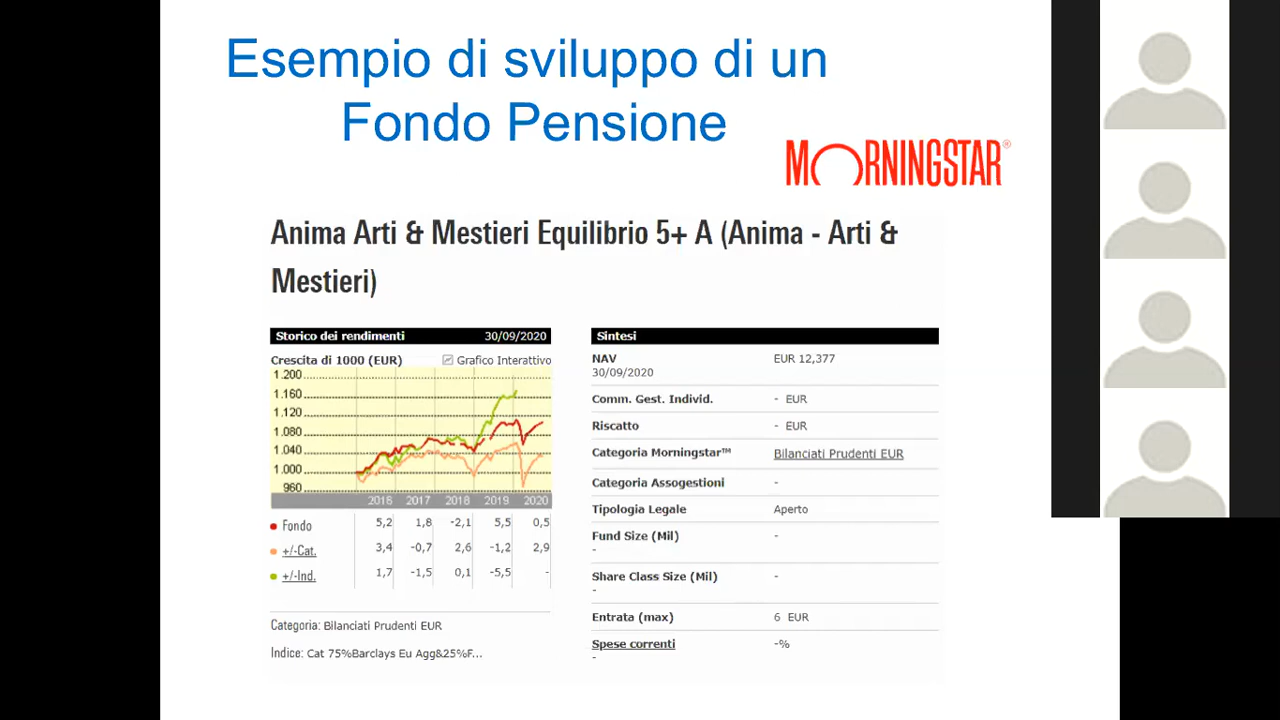 Esempio di sviluppo di un
Fondo Pensione
MORNINGSTAR®
Anima Arti & Mestieri Equilibrio 5+ A (Anima - Arti &
Mestieri)
Storico dei rendimenti 30/09/2020
Crescita di 1000 (EUR) Grafico Interattivo
1.200
1.160
1.120
1.080
1.040
1.000
960
2016 2017 2018 2019 2020
Fondo 5,2 1,8 -2,1 5,5 0,5
+/-Cat. 3,4 -0,7 2,6 -1,2 2,9
+/-Ind. 1,7 -1,5 0,1 -5,5 -
Categoria: Bilanciati Prudenti EUR
Indice: Cat 75%Barclays Eu Agg&25%F...
Sintesi
NAV EUR 12,377
30/09/2020
Comm. Gest. Individ. - EUR
Riscatto - EUR
Categoria Morningstar™ Bilanciati Prudenti EUR
Categoria Assogestioni -
Tipologia Legale Aperto
Fund Size (Mil) -
-
Share Class Size (Mil) -
-
Entrata (max) 6 EUR
Spese correnti -%
-